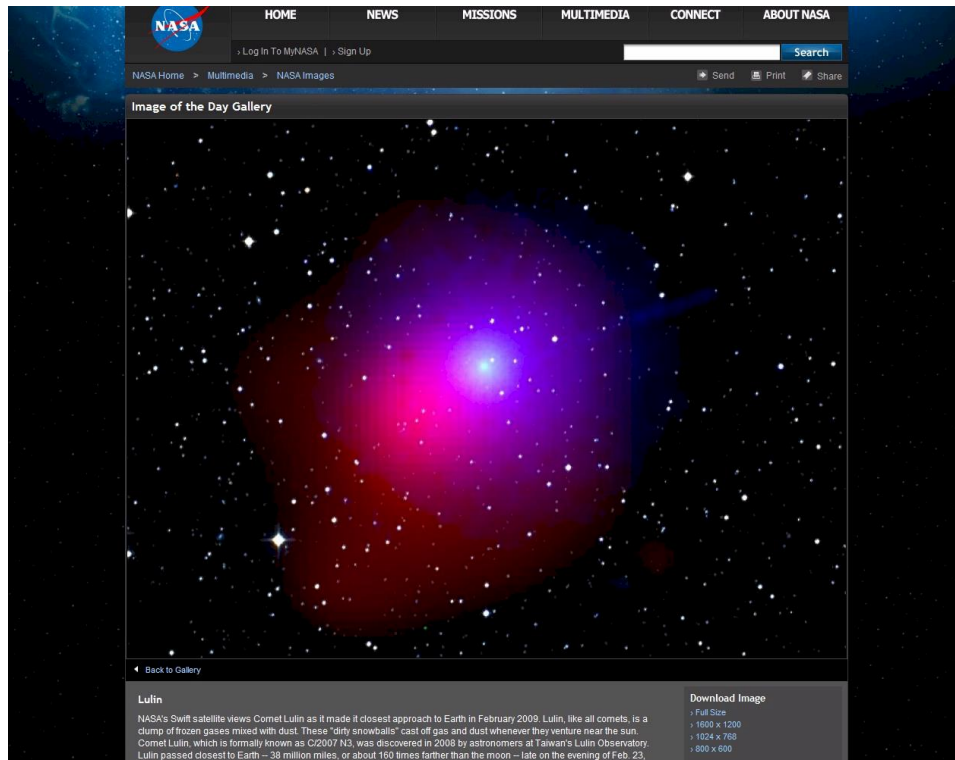 NASA
HOME NEWS MISSIONS MULTIMEDIA CONNECT ABOUT NASA
› Log In To MyNASA | › Sign Up
Search
NASA Home > Multimedia > NASA Images
Send Print Share
Image of the Day Gallery
Back to Gallery
Lulin
NASA's Swift satellite views Comet Lulin as it made it closest approach to Earth in February 2009. Lulin, like all comets, is a
clump of frozen gases mixed with dust. These "dirty snowballs" cast off gas and dust whenever they venture near the sun.
Comet Lulin, which is formally known as C/2007 N3, was discovered in 2008 by astronomers at Taiwan's Lulin Observatory.
Lulin passed closest to Earth -- 38 million miles, or about 160 times farther than the moon -- late on the evening of Feb. 23,
Download Image
› Full Size
› 1600 x 1200
› 1024 x 768
› 800 x 600